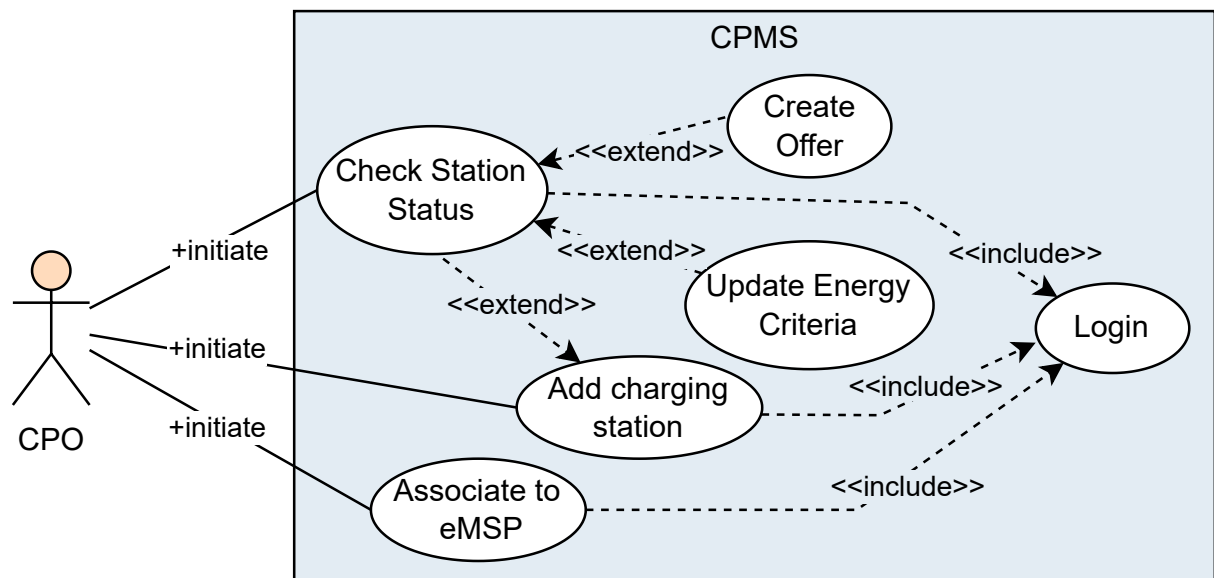 CPMS
Create
Offer
<<extend>>
Check Station
Status
+initiate
<<extend>>
<<include>>
Update Energy
Criteria
<<extend>>
Login
+initiate
Add charging
station
<<include>>
CPO
+initiate
Associate to
eMSP
<<include>>